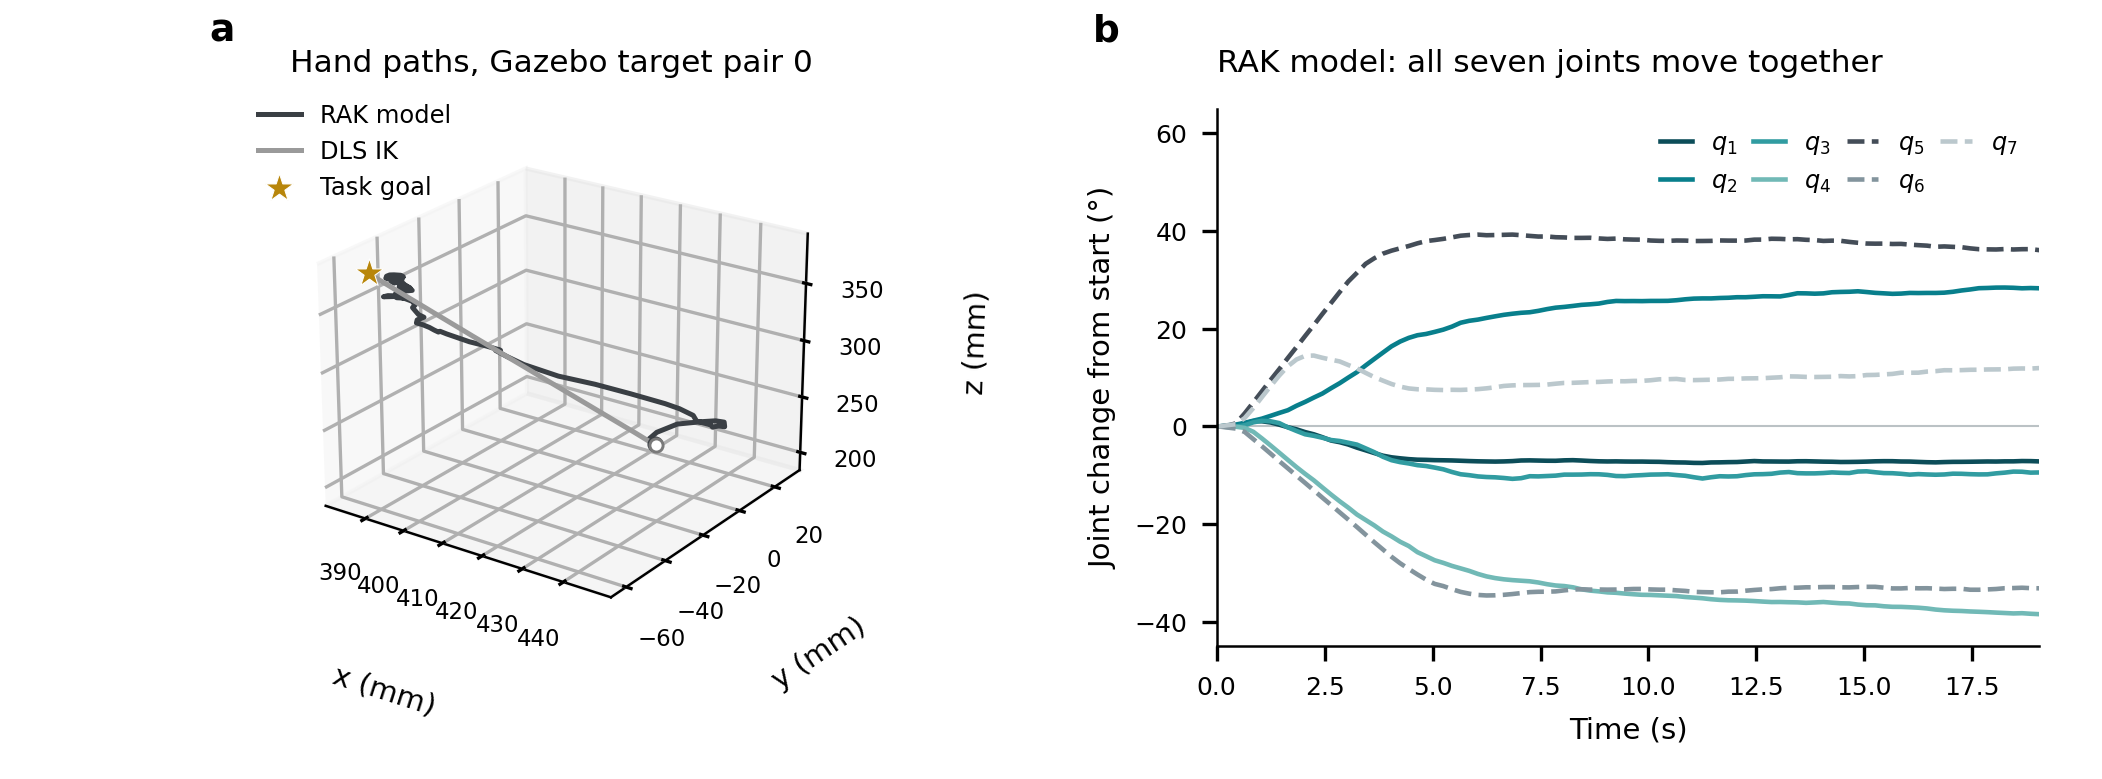 a
Hand paths, Gazebo target pair 0
RAK model
DLS IK
Task goal
350
300
250
200
z (mm)
20
0
−20
−40
−60
y (mm)
390
400
410
420
430
440
x (mm)
b
RAK model: all seven joints move together
q1 q3 q5 q7
q2 q4 q6
60
40
20
0
−20
−40
Joint change from start (°)
0.0 2.5 5.0 7.5 10.0 12.5 15.0 17.5
Time (s)